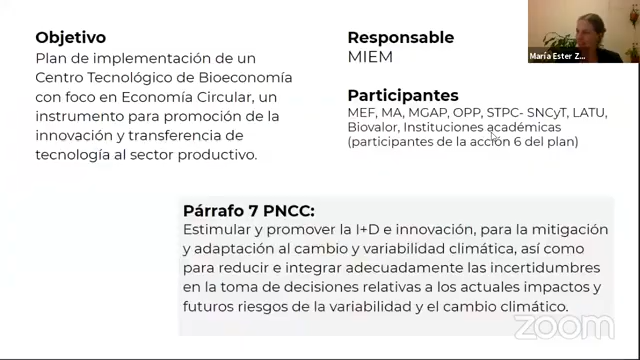 Objetivo
Plan de implementación de un
Centro Tecnológico de Bioeconomía
con foco en Economía Circular, un
instrumento para promoción de la
innovación y transferencia de
tecnología al sector productivo.
Responsable
MIEM
Participantes
MEF, MA, MGAP, OPP, STPC- SNCyT, LATU,
Biovalor, Instituciones académicas
(participantes de la acción 6 del plan)
María Ester Z...
Párrafo 7 PNCC:
Estimular y promover la I+D e innovación, para la mitigación
y adaptación al cambio y variabilidad climática, así como
para reducir e integrar adecuadamente las incertidumbres
en la toma de decisiones relativas a los actuales impactos y
futuros riesgos de la variabilidad y el cambio climático.
zoom